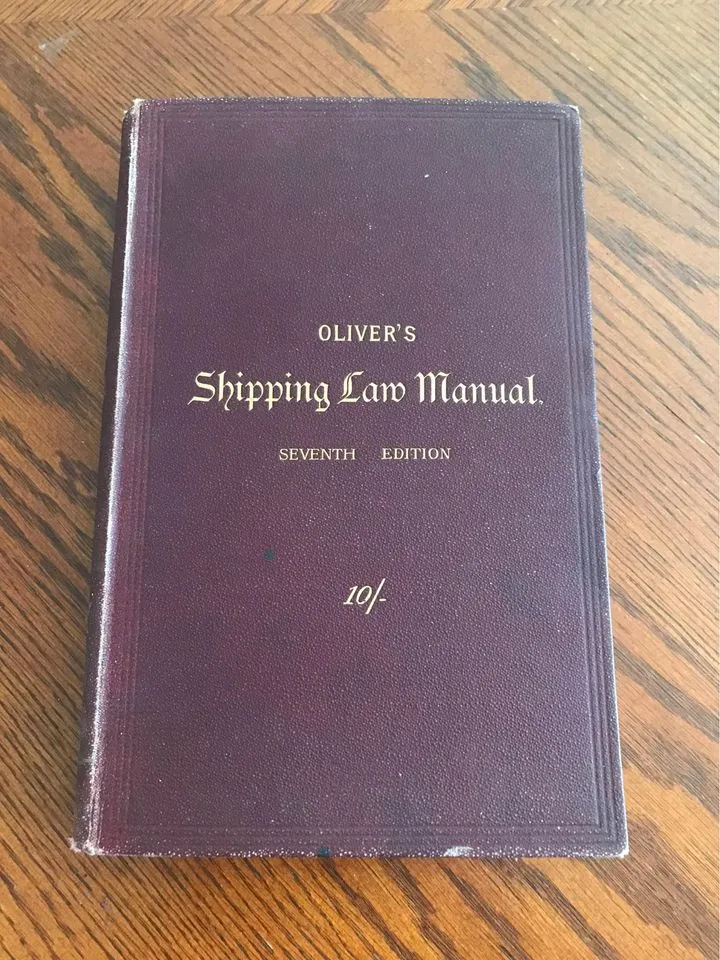 OLIVER'S
Shipping Law Manual.
SEVENTH EDITION
10/-